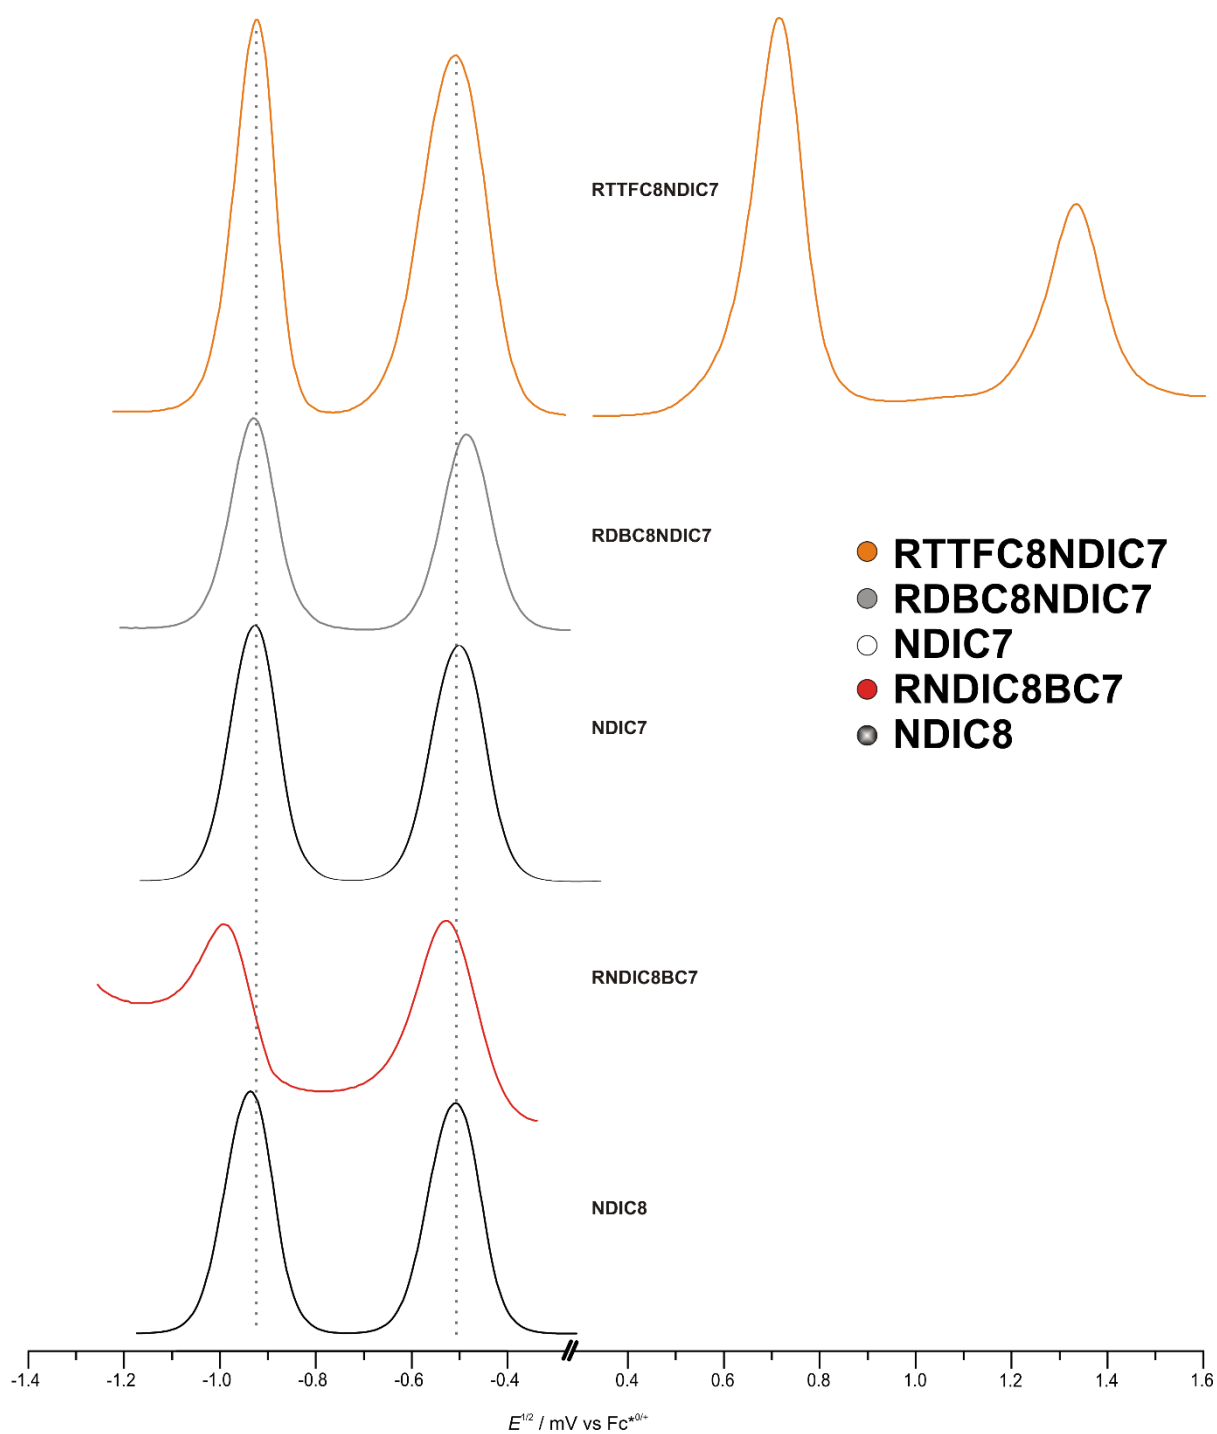 RTTFC8NDIC7
RDBC8NDIC7
RTTFC8NDIC7
RDBC8NDIC7
NDIC7
NDIC7
RNDIC8BC7
NDIC8
RNDIC8BC7
NDIC8
-1.4 -1.2 -1.0 -0.8 -0.6 -0.4 0.4 0.6 0.8 1.0 1.2 1.4 1.6
E1/2 / mV vs Fc*0/+